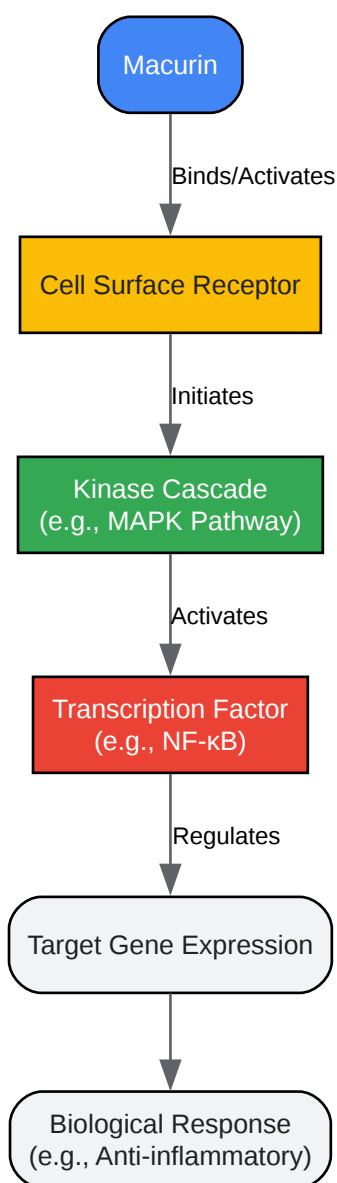 Macurin
Binds/Activates
Cell Surface Receptor
Initiates
Kinase Cascade
(e.g., MAPK Pathway)
Activates
Transcription Factor
(e.g., NF-κB)
Regulates
Target Gene Expression
Biological Response
(e.g., Anti-inflammatory)